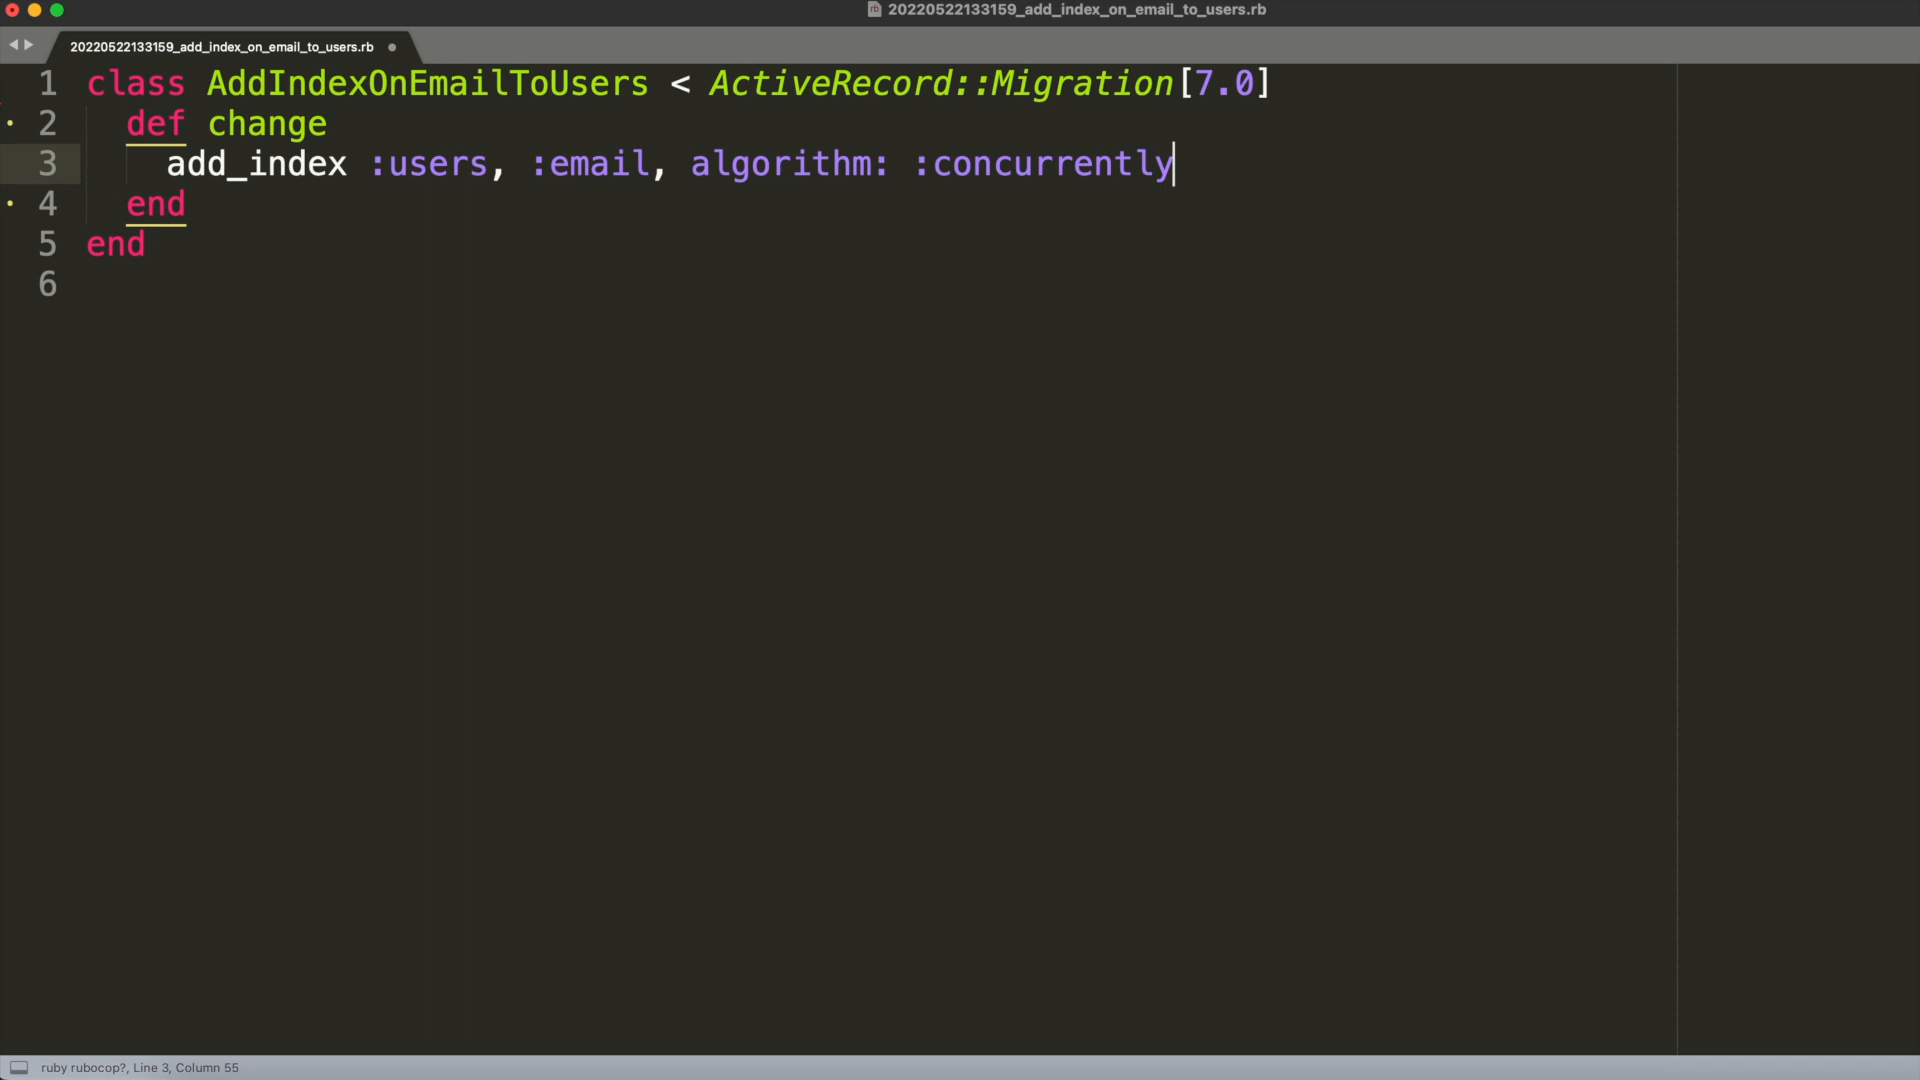 20220522133159_add_index_on_email_to_users.rb
20220522133159_add_index_on_email_to_users.rb
1 class AddIndexOnEmailToUsers < ActiveRecord::Migration[7.0]
2 def change
3 add_index :users, :email, algorithm: :concurrently
4 end
5 end
6
ruby rubocop?, Line 3, Column 55